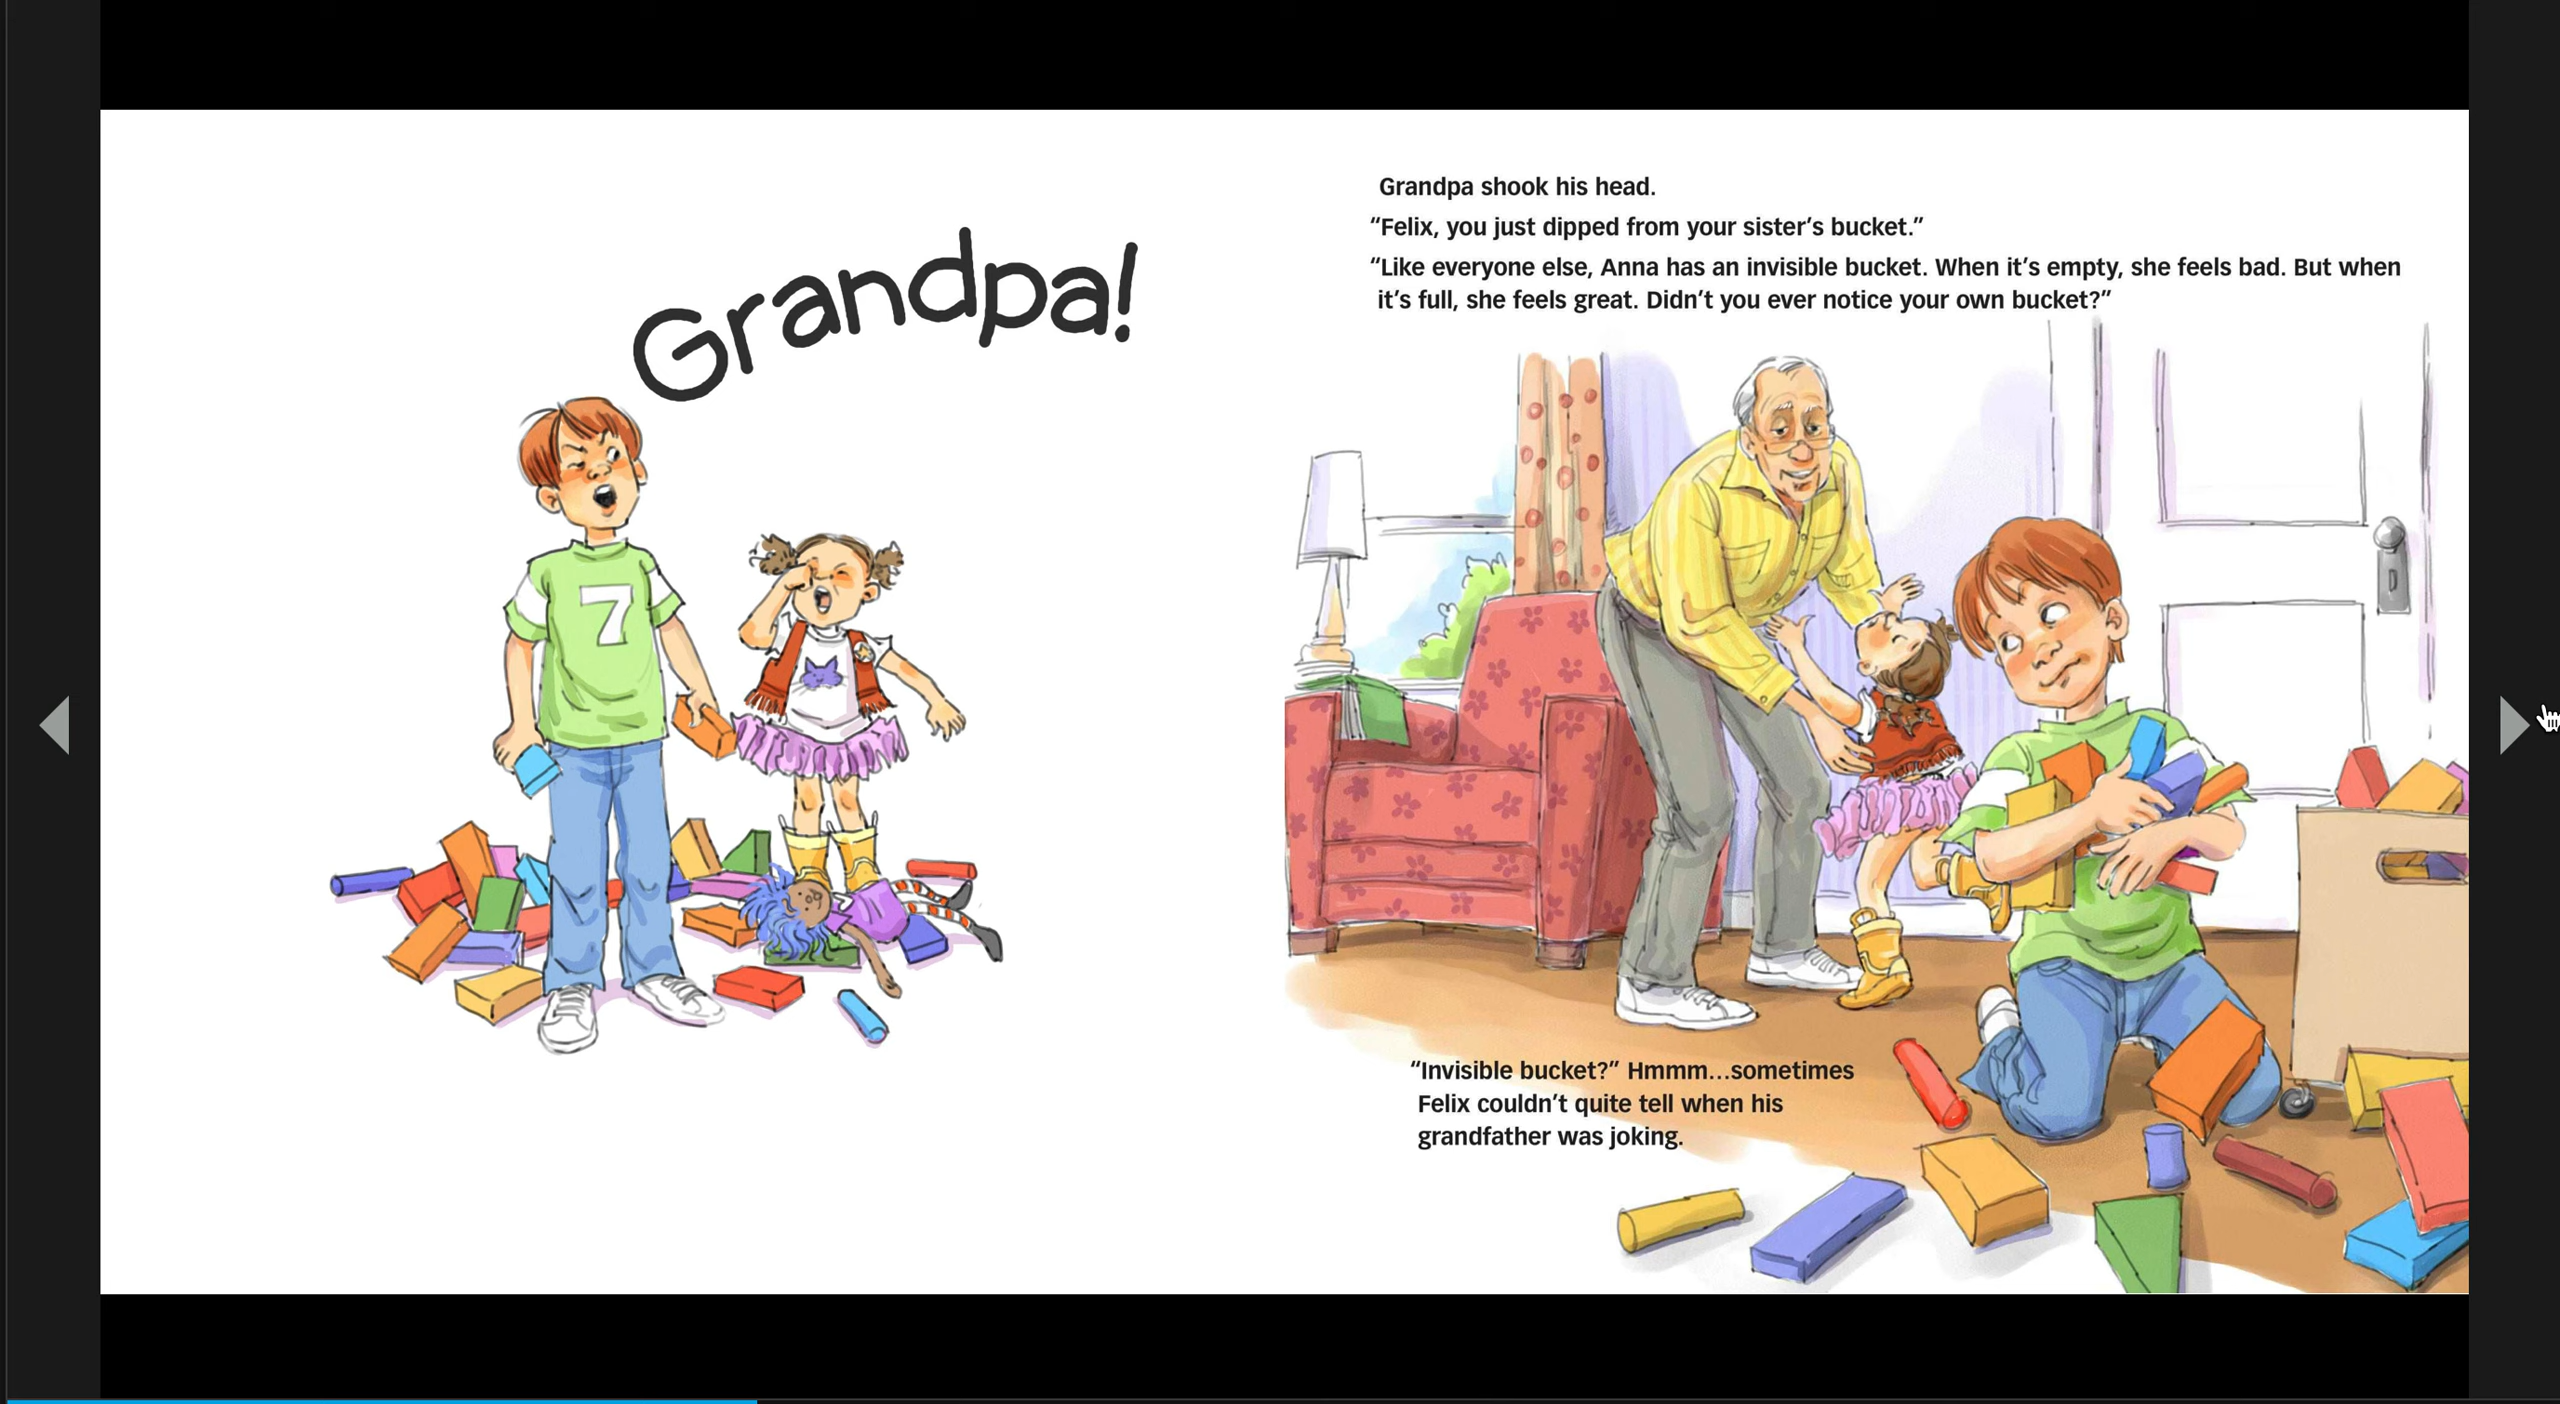 Grandpa!
7
Grandpa shook his head.
“Felix, you just dipped from your sister’s bucket.”
“Like everyone else, Anna has an invisible bucket. When it’s empty, she feels bad. But when
it’s full, she feels great. Didn’t you ever notice your own bucket?”
“Invisible bucket?” Hmmm...sometimes
Felix couldn’t quite tell when his
grandfather was joking.